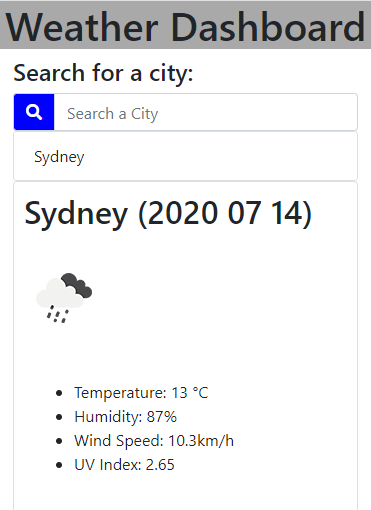 Weather Dashboard
Search for a city:
Search a City
Sydney
Sydney (2020 07 14)
Temperature: 13 °C
Humidity: 87%
Wind Speed: 10.3km/h
UV Index: 2.65